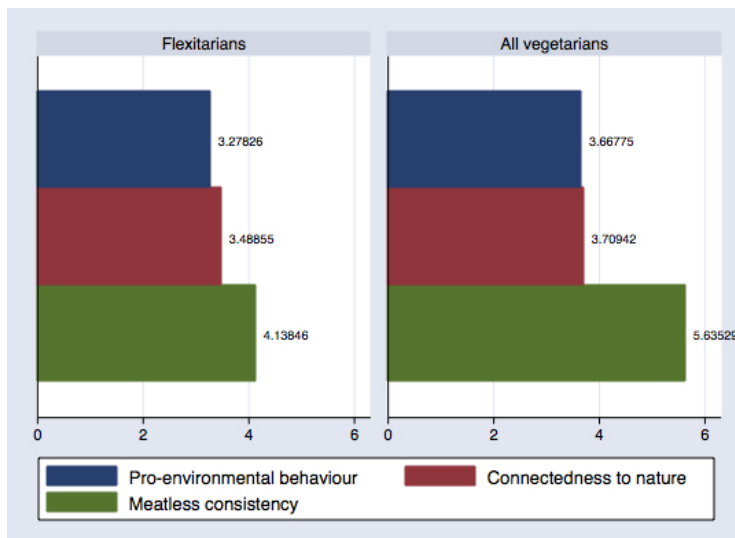 Flexitarians
All vegetarians
3.27826
3.66775
3.48855
3.70942
4.13846
5.63529
0 2 4 6
0 2 4 6
Pro-environmental behaviour
Connectedness to nature
Meatless consistency